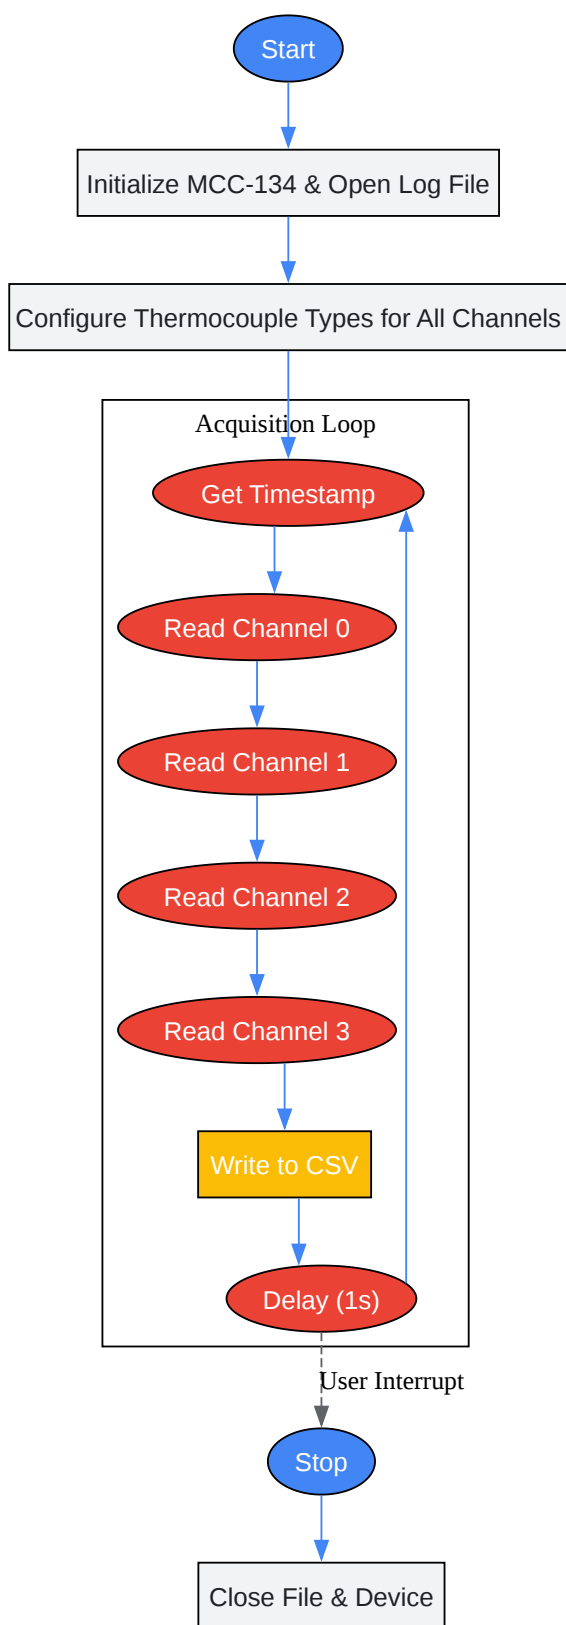 Start
Initialize MCC-134 & Open Log File
Configure Thermocouple Types for All Channels
Acquisition Loop
Get Timestamp
Read Channel 0
Read Channel 1
Read Channel 2
Read Channel 3
Write to CSV
Delay (1s)
User Interrupt
Stop
Close File & Device